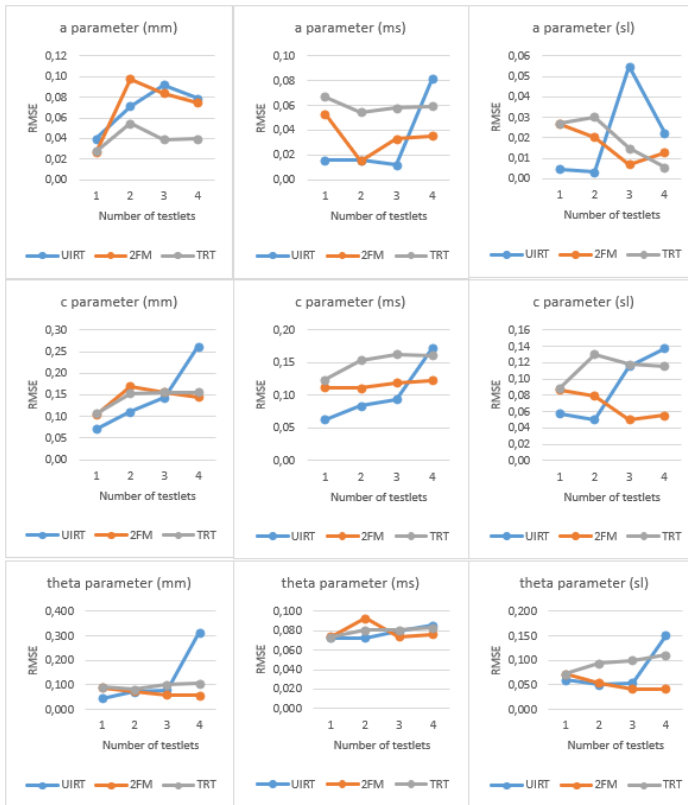 a parameter (mm)
0,12
0,10
0,08
0,06
0,04
0,02
0,00
RMSE
1 2 3 4
Number of testlets
UIRT 2FM TRT
a parameter (ms)
0,10
0,08
0,06
0,04
0,02
0,00
RMSE
1 2 3 4
Number of testlets
UIRT 2FM TRT
a parameter (sl)
0,06
0,05
0,04
0,03
0,02
0,01
0,00
RMSE
1 2 3 4
Number of testlets
UIRT 2FM TRT
c parameter (mm)
0,30
0,25
0,20
0,15
0,10
0,05
0,00
RMSE
1 2 3 4
Number of testlets
UIRT 2FM TRT
c parameter (ms)
0,20
0,15
0,10
0,05
0,00
RMSE
1 2 3 4
Number of testlets
UIRT 2FM TRT
c parameter (sl)
0,16
0,14
0,12
0,10
0,08
0,06
0,04
0,02
0,00
RMSE
1 2 3 4
Number of testlets
UIRT 2FM TRT
theta parameter (mm)
0,400
0,300
0,200
0,100
0,000
RMSE
1 2 3 4
Number of testlets
UIRT 2FM TRT
theta parameter (ms)
0,100
0,080
0,060
0,040
0,020
0,000
RMSE
1 2 3 4
Number of testlets
UIRT 2FM TRT
theta parameter (sl)
0,200
0,150
0,100
0,050
0,000
RMSE
1 2 3 4
Number of testlets
UIRT 2FM TRT